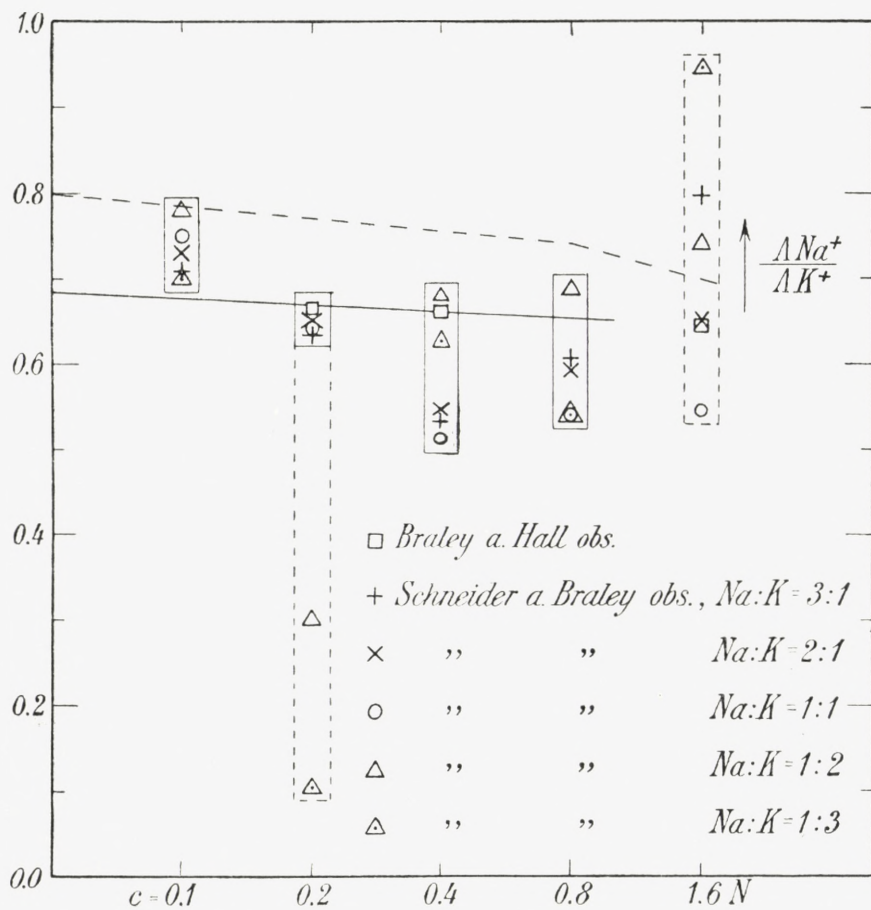 1.0
0.8
ΛNa⁺
ΛK⁺
0.6
0.4
□ Braley a. Hall obs.
+ Schneider a. Braley obs., Na:K=3:1
× ,, ,, Na:K=2:1
○ ,, ,, Na:K=1:1
0.2
△ ,, ,, Na:K=1:2
◬ ,, ,, Na:K=1:3
0.0
c=0.1 0.2 0.4 0.8 1.6 N